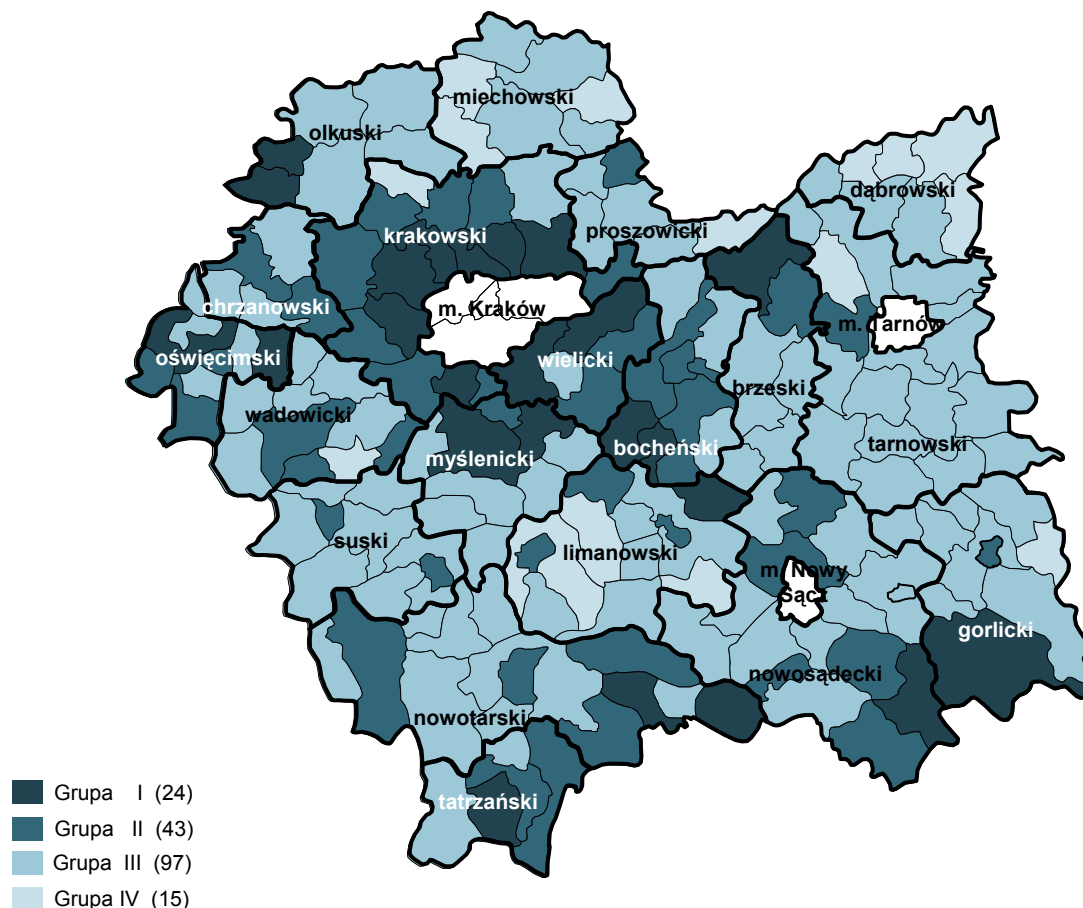 miechowski
olkuski
dąbrowski
krakowski
proszowicki
chrzanowski
m. Kraków
m. Tarnów
oświęcimski
wielicki
brzeski
wadowicki
bocheński
tarnowski
myślenicki
suski
limanowski
m. Nowy
Sącz
gorlicki
nowosądecki
nowotarski
tatrzański
Grupa I (24)
Grupa II (43)
Grupa III (97)
Grupa IV (15)